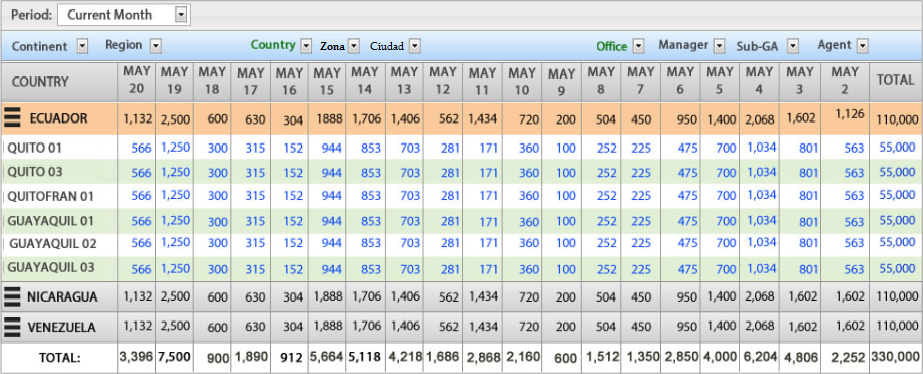 Period: Current Month
Continent Region Country Zona Ciudad Office Manager Sub-GA Agent
COUNTRY MAY 20 MAY 19 MAY 18 MAY 17 MAY 16 MAY 15 MAY 14 MAY 13 MAY 12 MAY 11 MAY 10 MAY 9 MAY 8 MAY 7 MAY 6 MAY 5 MAY 4 MAY 3 MAY 2 TOTAL
ECUADOR 1,132 2,500 600 630 304 1888 1,706 1,406 562 1,434 720 200 504 450 950 1,400 2,068 1,602 1,126 110,000
QUITO 01 566 1,250 300 315 152 944 853 703 281 171 360 100 252 225 475 700 1,034 801 563 55,000
QUITO 03 566 1,250 300 315 152 944 853 703 281 171 360 100 252 225 475 700 1,034 801 563 55,000
QUITOFRAN 01 566 1,250 300 315 152 944 853 703 281 171 360 100 252 225 475 700 1,034 801 563 55,000
GUAYAQUIL 01 566 1,250 300 315 152 944 853 703 281 171 360 100 252 225 475 700 1,034 801 563 55,000
GUAYAQUIL 02 566 1,250 300 315 152 944 853 703 281 171 360 100 252 225 475 700 1,034 801 563 55,000
GUAYAQUIL 03 566 1,250 300 315 152 944 853 703 281 171 360 100 252 225 475 700 1,034 801 563 55,000
NICARAGUA 1,132 2,500 600 630 304 1,888 1,706 1,406 562 1,434 720 200 504 450 950 1,400 2,068 1,602 1,602 110,000
VENEZUELA 1,132 2,500 600 630 304 1,888 1,706 1,406 562 1,434 720 200 504 450 950 1,400 2,068 1,602 1,602 110,000
TOTAL: 3,396 7,500 900 1,890 912 5,664 5,118 4,218 1,686 2,868 2,160 600 1,512 1,350 2,850 4,000 6,204 4,806 2,252 330,000